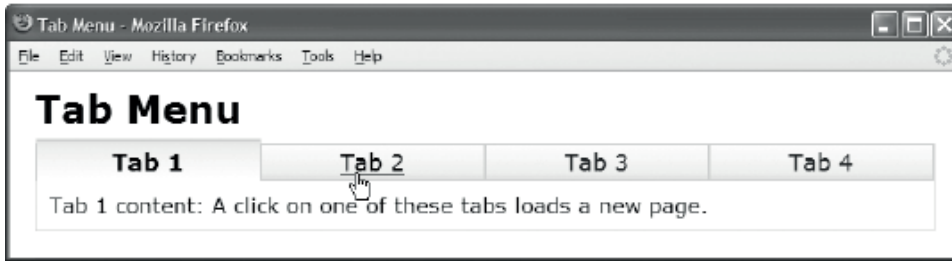 Tab Menu - Mozilla Firefox
File Edit View History Bookmarks Tools Help
Tab Menu
Tab 1 Tab 2 Tab 3 Tab 4
Tab 1 content: A click on one of these tabs loads a new page.